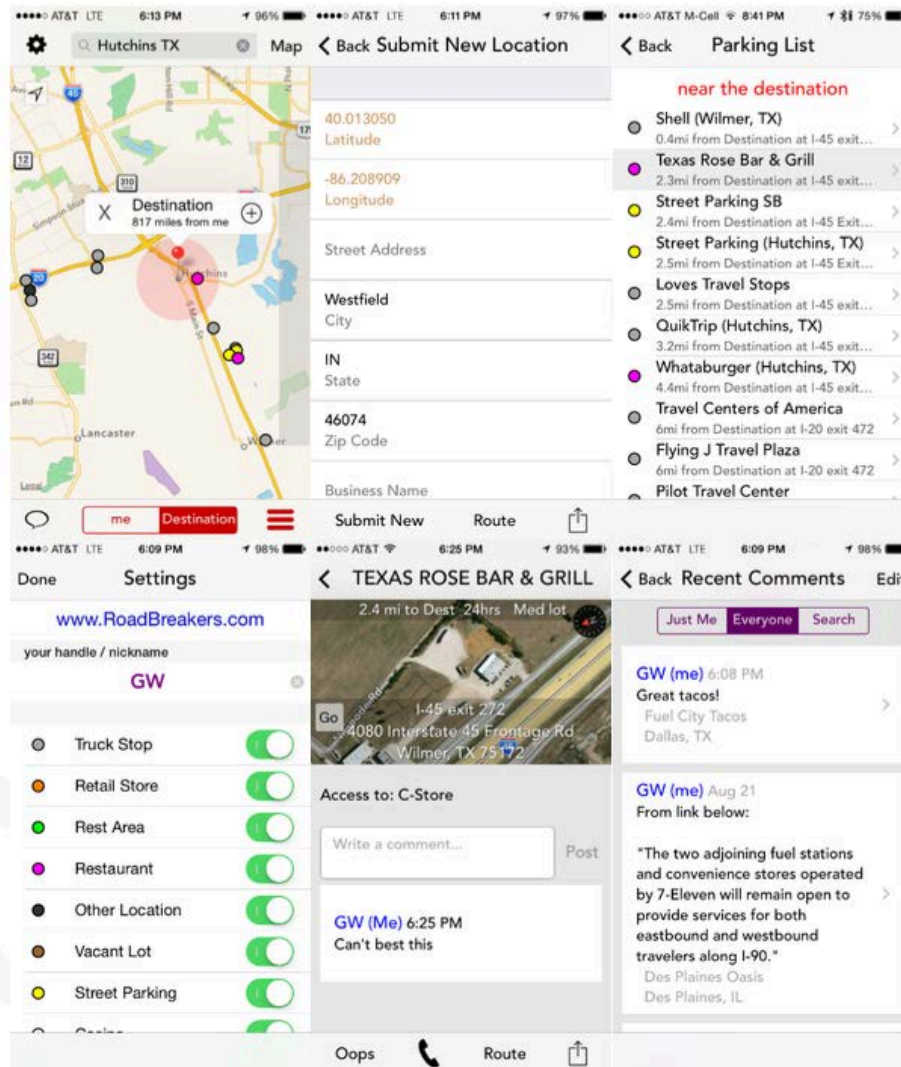 AT&T LTE 6:13 PM 96%
Hutchins TX
Map
45
175
12
310
Simpson Stuart
Destination
817 miles from me
X
20
Hutchins
S Main St
342
Lancaster
Legal
me Destination
AT&T LTE 6:11 PM 97%
Back Submit New Location
40.013050
Latitude
-86.208909
Longitude
Street Address
Westfield
City
IN
State
46074
Zip Code
Business Name
Submit New Route
AT&T M-Cell 8:41 PM 75%
Back Parking List
near the destination
Shell (Wilmer, TX)
0.4mi from Destination at I-45 exit...
Texas Rose Bar & Grill
2.3mi from Destination at I-45 exit...
Street Parking SB
2.4mi from Destination at I-45 Exit...
Street Parking (Hutchins, TX)
2.5mi from Destination at I-45 Exit...
Loves Travel Stops
2.5mi from Destination at I-45 exit...
QuikTrip (Hutchins, TX)
3.2mi from Destination at I-45 exit...
Whataburger (Hutchins, TX)
4.4mi from Destination at I-45 exit...
Travel Centers of America
6mi from Destination at I-20 exit 472
Flying J Travel Plaza
6mi from Destination at I-20 exit 472
Pilot Travel Center
AT&T LTE 6:09 PM 98%
Done Settings
www.RoadBreakers.com
your handle / nickname
GW
Truck Stop
Retail Store
Rest Area
Restaurant
Other Location
Vacant Lot
Street Parking
AT&T 6:25 PM 93%
TEXAS ROSE BAR & GRILL
2.4 mi to Dest 24hrs Med lot
Go
I-45 exit 272
4080 Interstate 45 Frontage Rd
Wilmer, TX 75172
Access to: C-Store
Write a comment...
Post
GW (Me) 6:25 PM
Can't best this
Oops Route
AT&T LTE 6:09 PM 98%
Back Recent Comments Edi
Just Me Everyone Search
GW (me) 6:08 PM
Great tacos!
Fuel City Tacos
Dallas, TX
GW (me) Aug 21
From link below:
"The two adjoining fuel stations
and convenience stores operated
by 7-Eleven will remain open to
provide services for both
eastbound and westbound
travelers along I-90."
Des Plaines Oasis
Des Plaines, IL